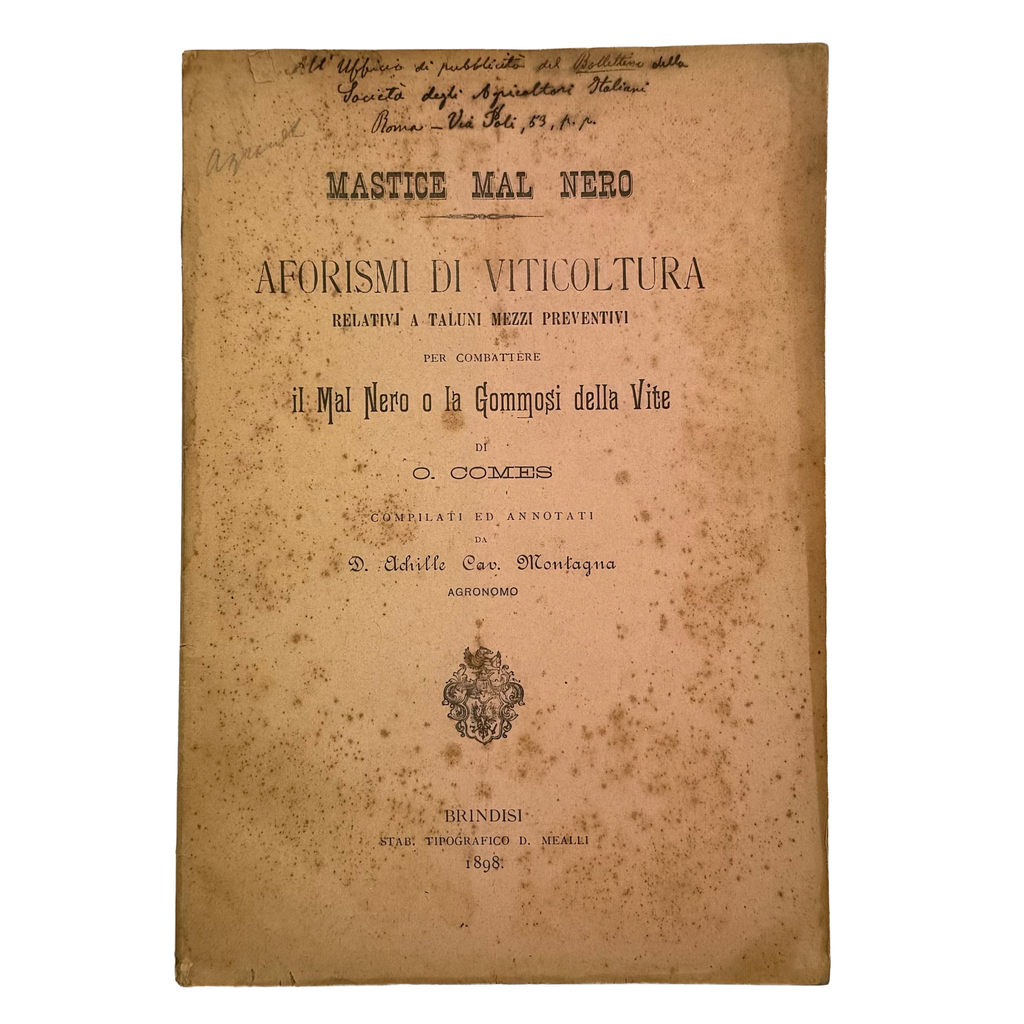 All' Ufficio di pubblicità del Bollettino della
Società degli Agricoltori Italiani
Roma – Via Poli, 53, p. p.
MASTICE MAL NERO
AFORISMI DI VITICOLTURA
RELATIVI A TALUNI MEZZI PREVENTIVI
PER COMBATTERE
il Mal Nero o la Gommosi della Vite
DI
O. COMES
COMPILATI ED ANNOTATI
DA
D. Achille Cav. Montagna
AGRONOMO
BRINDISI
STAB. TIPOGRAFICO D. MEALLI
1898.